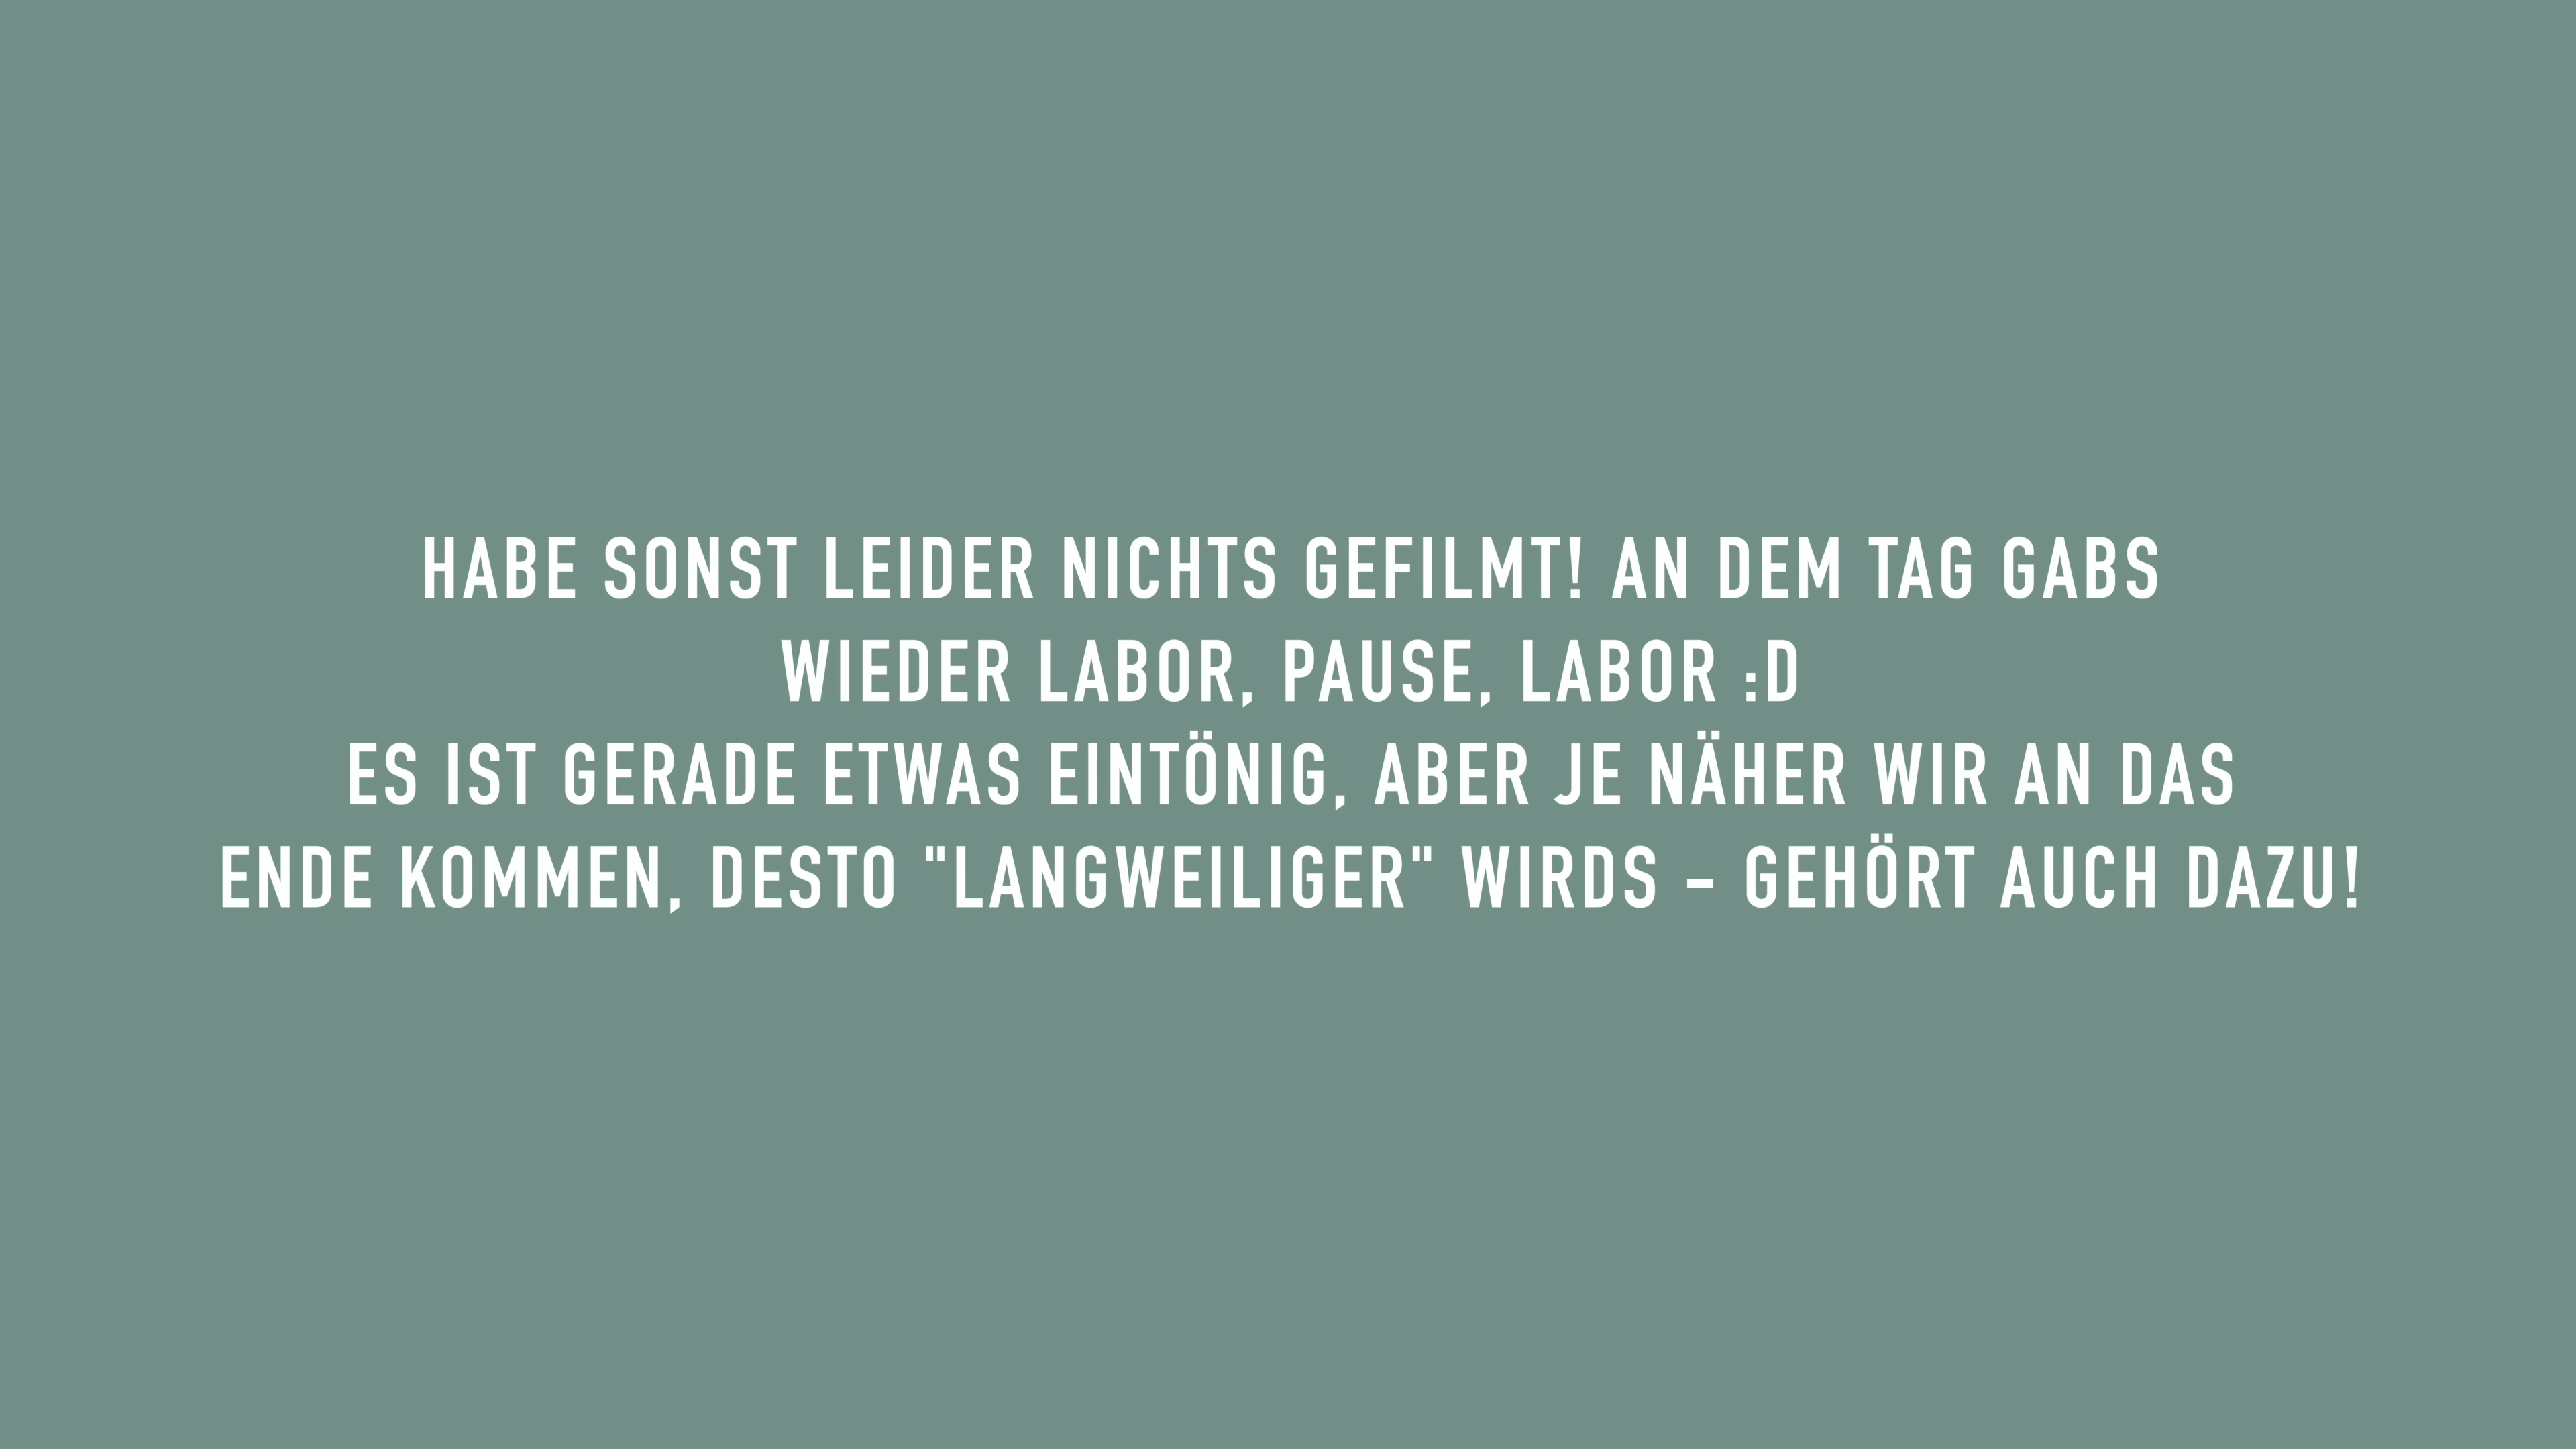 HABE SONST LEIDER NICHTS GEFILMT! AN DEM TAG GABS
WIEDER LABOR, PAUSE, LABOR :D
ES IST GERADE ETWAS EINTÖNIG, ABER JE NÄHER WIR AN DAS
ENDE KOMMEN, DESTO "LANGWEILIGER" WIRDS - GEHÖRT AUCH DAZU!